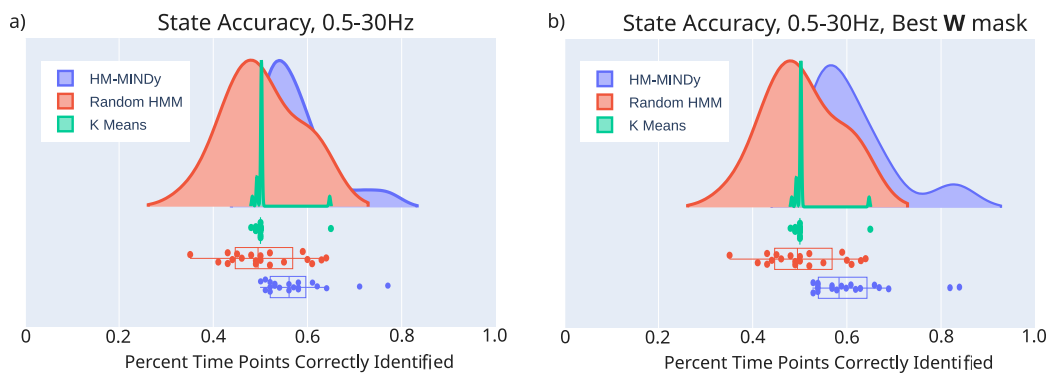 a) State Accuracy, 0.5-30Hz
HM-MINDy
Random HMM
K Means
0 0.2 0.4 0.6 0.8 1.0
Percent Time Points Correctly Identified
b) State Accuracy, 0.5-30Hz, Best W mask
HM-MINDy
Random HMM
K Means
0 0.2 0.4 0.6 0.8 1.0
Percent Time Points Correctly Identified